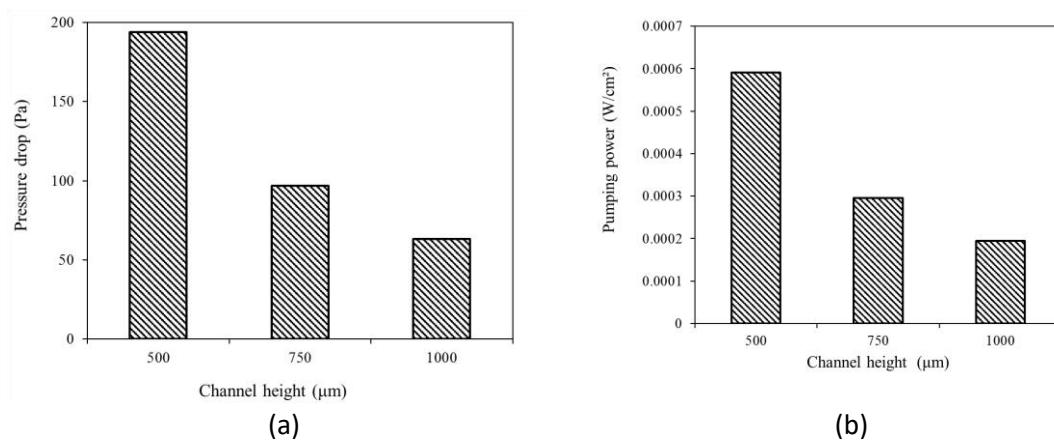 200
150
100
50
0
Pressure drop (Pa)
500 750 1000
Channel height (μm)
(a)
0.0007
0.0006
0.0005
0.0004
0.0003
0.0002
0.0001
0
Pumping power (W/cm²)
500 750 1000
Channel height (μm)
(b)